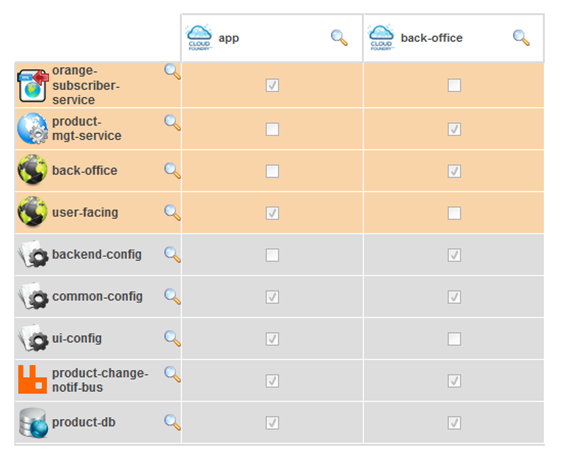 CLOUD
FOUNDRY
app
CLOUD
FOUNDRY
back-office
orange-
subscriber-
service
product-
mgt-service
back-office
user-facing
backend-config
common-config
ui-config
product-change-
notif-bus
product-db